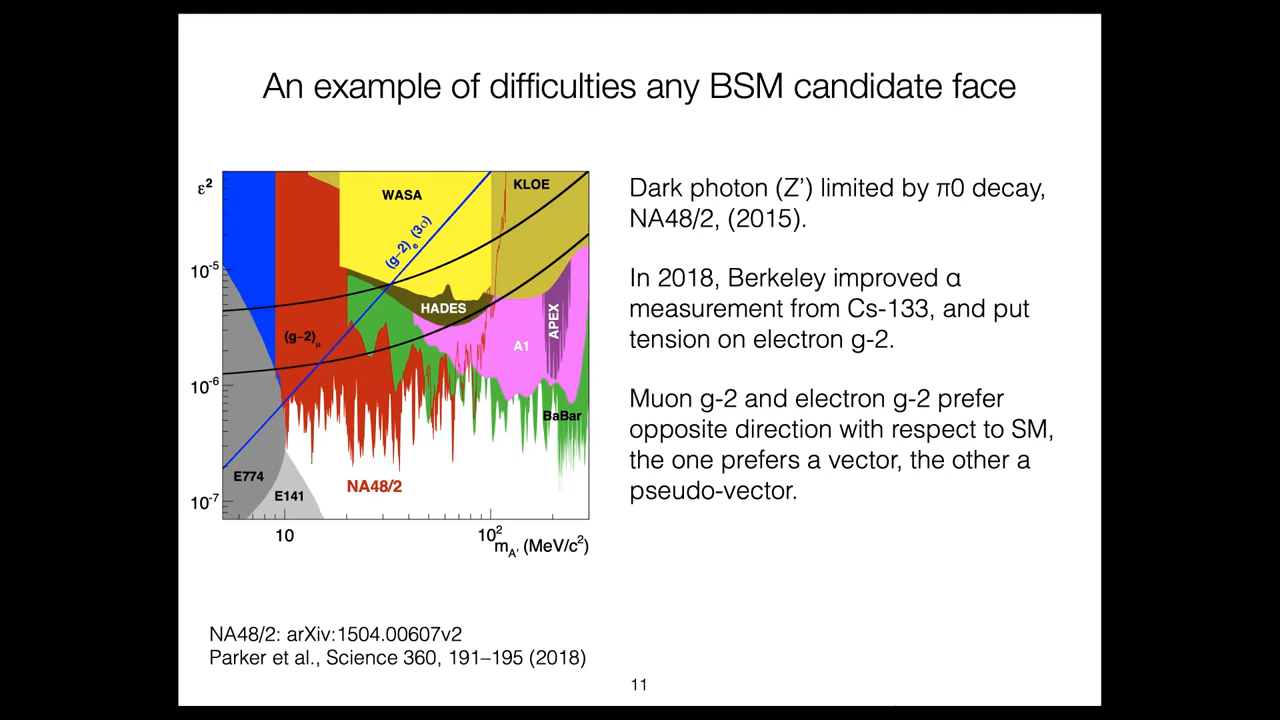 An example of difficulties any BSM candidate face
ε²
WASA
KLOE
(g−2)ₑ (3σ)
10⁻⁵
HADES
APEX
(g−2)μ
A1
10⁻⁶
BaBar
E774
NA48/2
E141
10⁻⁷
10
10²
mA' (MeV/c²)
Dark photon (Z’) limited by π0 decay,
NA48/2, (2015).
In 2018, Berkeley improved α
measurement from Cs-133, and put
tension on electron g-2.
Muon g-2 and electron g-2 prefer
opposite direction with respect to SM,
the one prefers a vector, the other a
pseudo-vector.
NA48/2: arXiv:1504.00607v2
Parker et al., Science 360, 191–195 (2018)
11